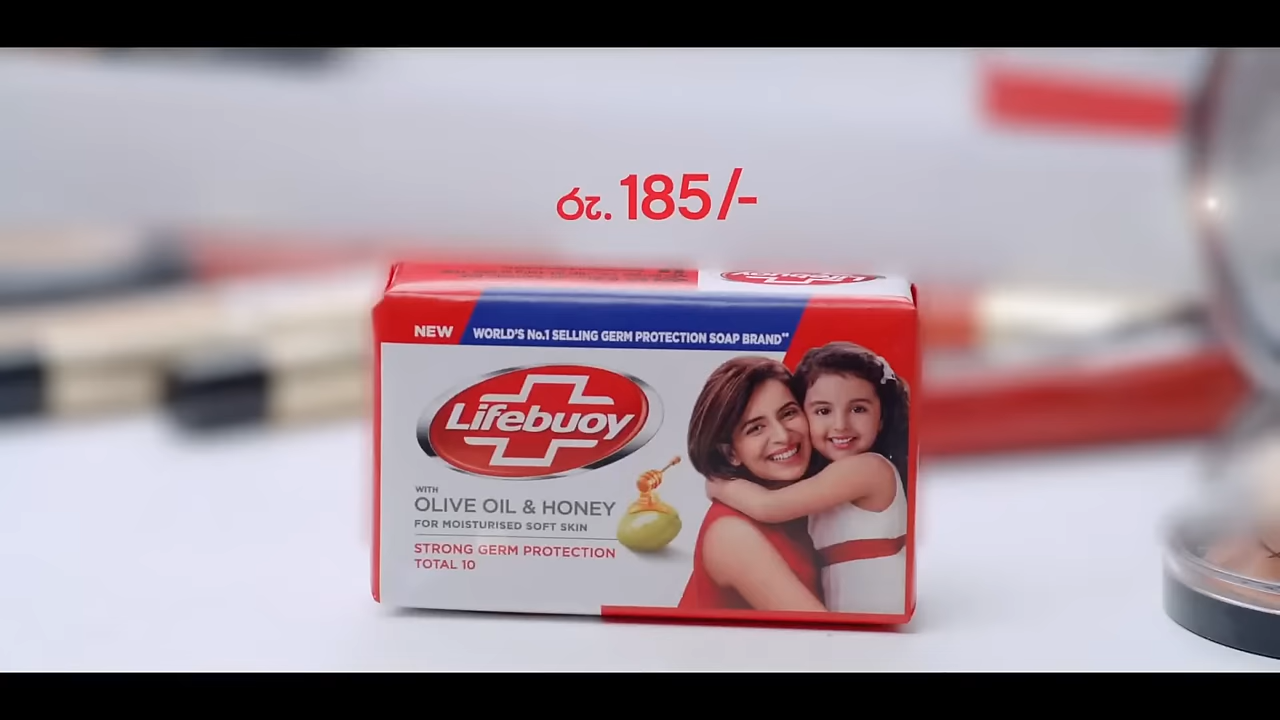 රු. 185/-
Lifebuoy
NEW
WORLD'S No.1 SELLING GERM PROTECTION SOAP BRAND**
Lifebuoy
WITH
OLIVE OIL & HONEY
FOR MOISTURISED SOFT SKIN
STRONG GERM PROTECTION
TOTAL 10